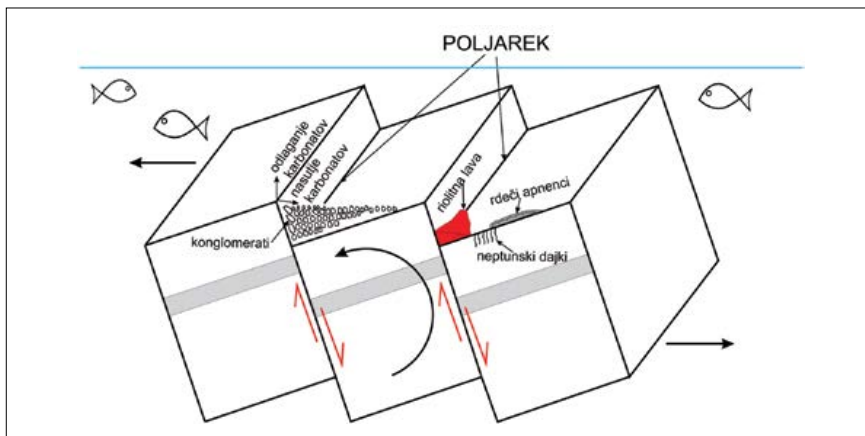 POLJAREK
odlaganje
karbonatov
nasutje
karbonatov
konglomerati
riolitna lava
rdeči apnenci
neptunski dajki